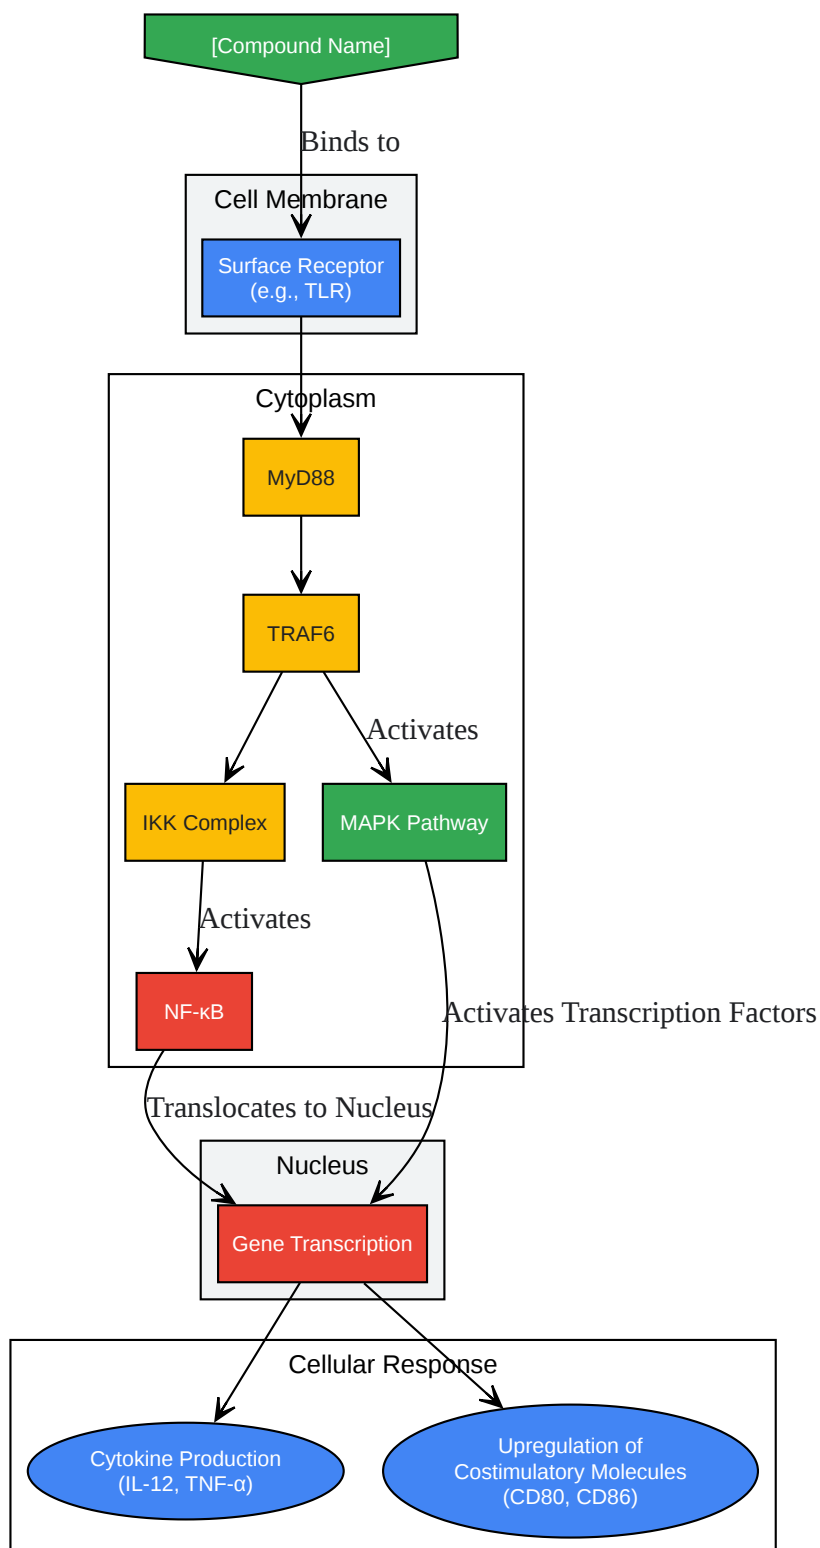 [Compound Name]
Binds to
Cell Membrane
Surface Receptor
(e.g., TLR)
Cytoplasm
MyD88
TRAF6
Activates
IKK Complex
MAPK Pathway
Activates
NF-κB
Activates Transcription Factors
Translocates to Nucleus
Nucleus
Gene Transcription
Cellular Response
Cytokine Production
(IL-12, TNF-α)
Upregulation of
Costimulatory Molecules
(CD80, CD86)